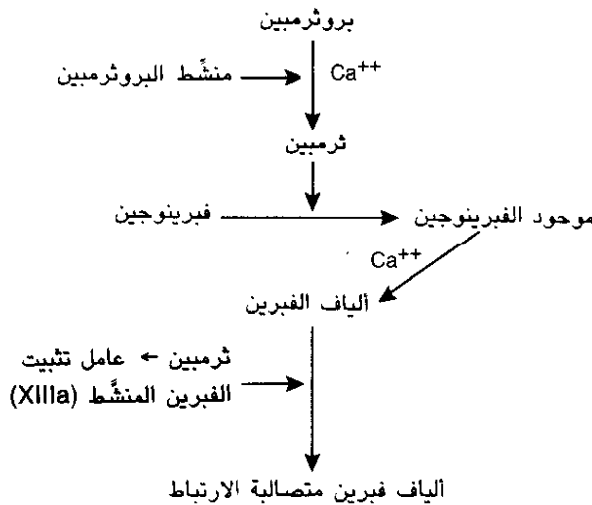 بروثرمبين
Ca++
منشِّط البروثرمبين
ثرمبين
فبرينوجين
موحود الفبرينوجين
Ca++
ألياف الفبرين
ثرمبين ← عامل تثبيت
الفبرين المنشَّط (XIIIa)
ألياف فبرين متصالبة الارتباط